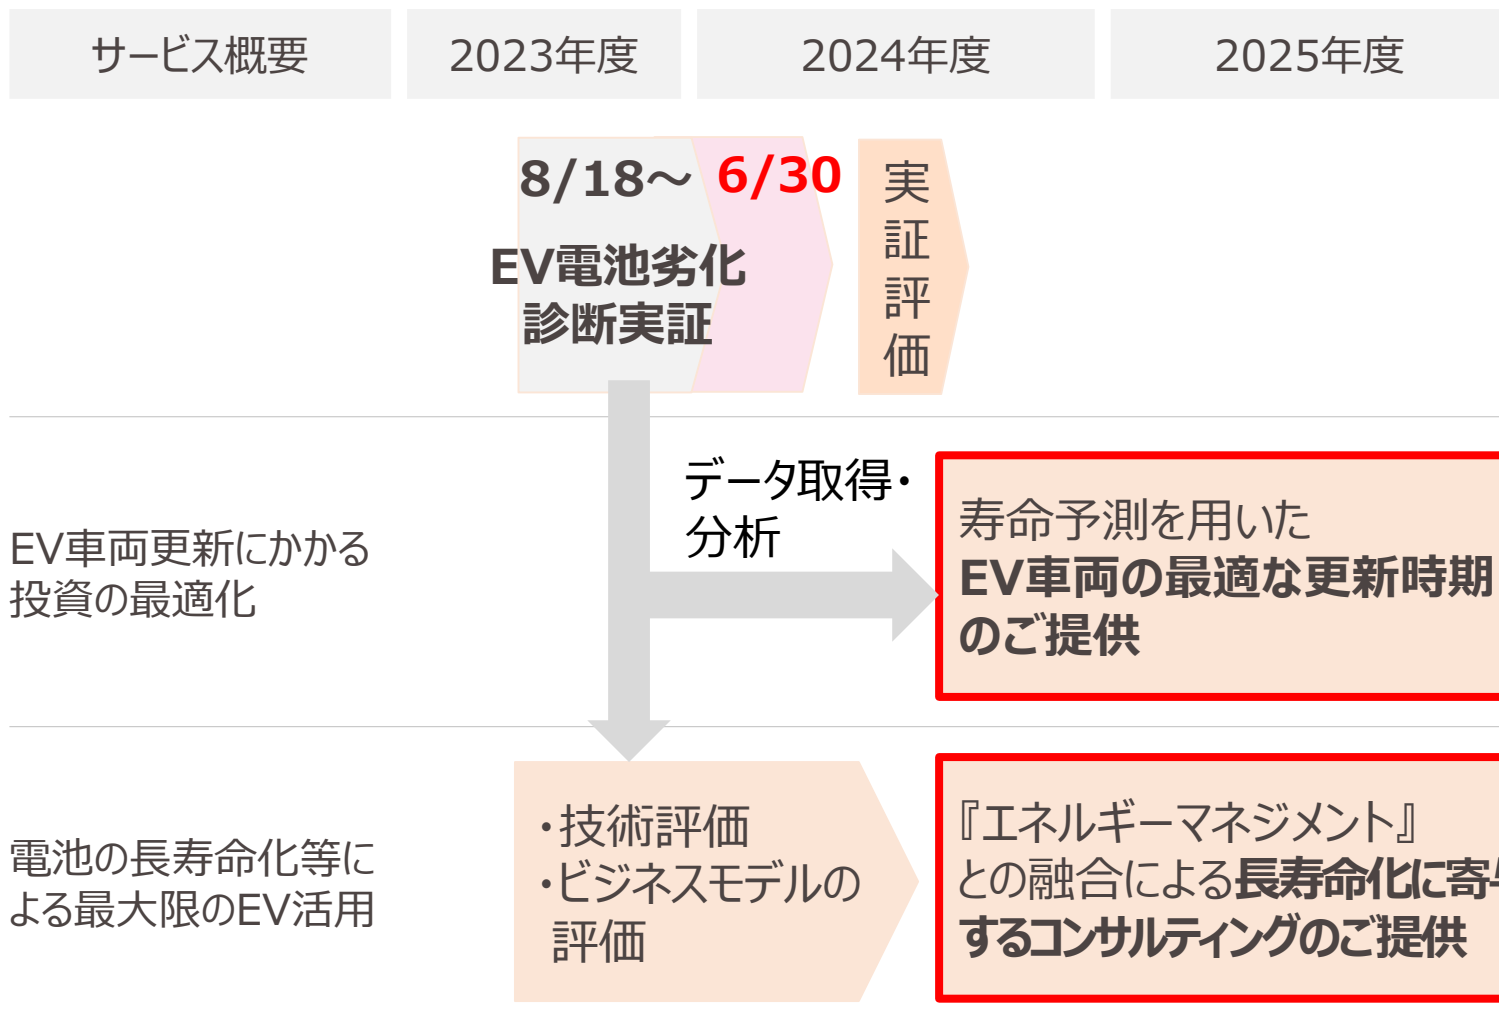 サービス概要
2023年度
2024年度
2025年度
8/18～
6/30
EV電池劣化
診断実証
実
証
評
価
データ取得・
分析
EV車両更新にかかる
投資の最適化
寿命予測を用いた
EV車両の最適な更新時期
のご提供
電池の長寿命化等に
よる最大限のEV活用
・技術評価
・ビジネスモデルの
評価
『エネルギーマネジメント』
との融合による長寿命化に寄与
するコンサルティングのご提供